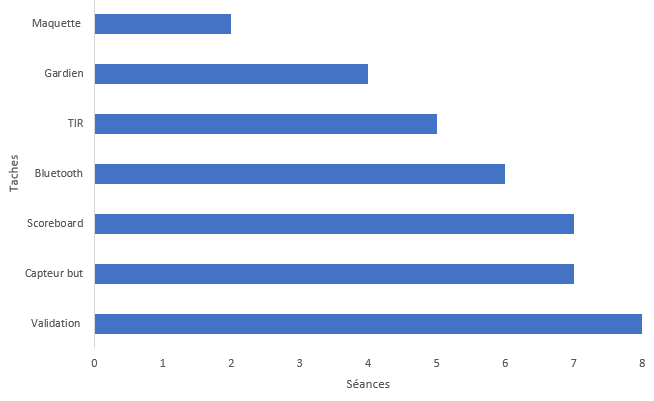 Maquette
Gardien
TIR
Bluetooth
Scoreboard
Capteur but
Validation
Taches
0 1 2 3 4 5 6 7 8
Séances